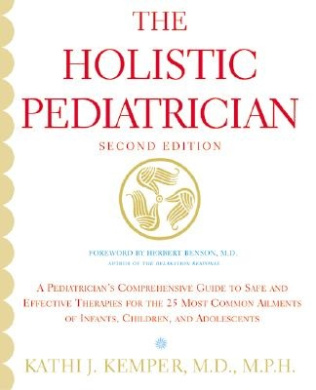 THE
HOLISTIC
PEDIATRICIAN
SECOND EDITION
FOREWORD BY HERBERT BENSON, M.D.
AUTHOR OF THE RELAXATION RESPONSE
A PEDIATRICIAN'S COMPREHENSIVE GUIDE TO SAFE AND
EFFECTIVE THERAPIES FOR THE 25 MOST COMMON AILMENTS
OF INFANTS, CHILDREN, AND ADOLESCENTS
KATHI J. KEMPER, M.D., M.P.H.